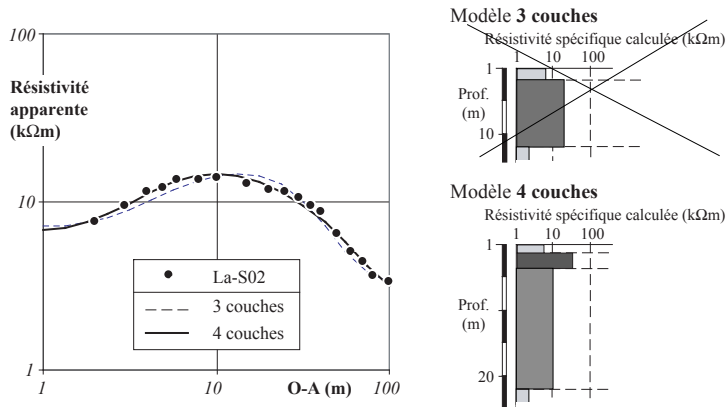 100
Résistivité
apparente
(kΩm)
10
1
1
10
O-A (m)
100
La-S02
3 couches
4 couches
Modèle 3 couches
Résistivité spécifique calculée (kΩm)
1 10 100
1
Prof.
(m)
10
Modèle 4 couches
Résistivité spécifique calculée (kΩm)
1 10 100
1
Prof.
(m)
20